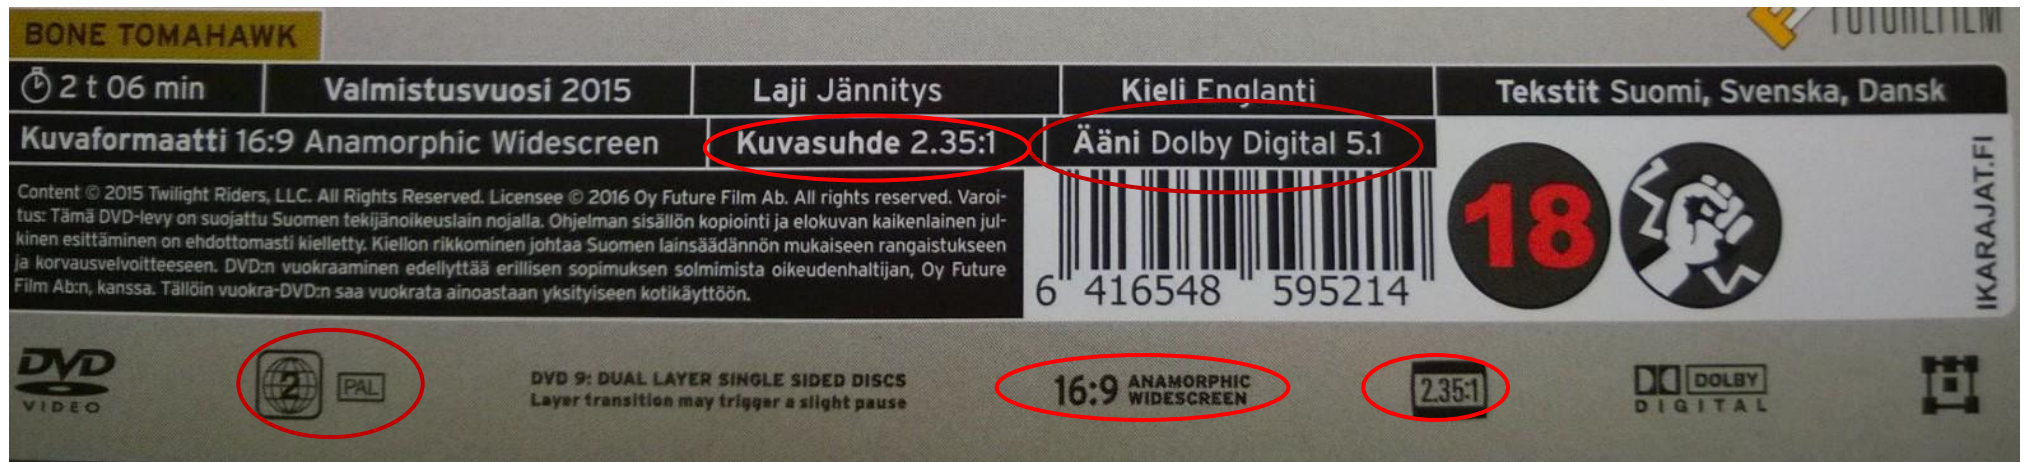 FUTUREFILM
BONE TOMAHAWK
2 t 06 min
Valmistusvuosi 2015
Laji Jännitys
Kieli Englanti
Tekstit Suomi, Svenska, Dansk
Kuvaformaatti 16:9 Anamorphic Widescreen
Kuvasuhde 2.35:1
Ääni Dolby Digital 5.1
Content © 2015 Twilight Riders, LLC. All Rights Reserved. Licensee © 2016 Oy Future Film Ab. All rights reserved. Varoi-
tus: Tämä DVD-levy on suojattu Suomen tekijänoikeuslain nojalla. Ohjelman sisällön kopiointi ja elokuvan kaikenlainen jul-
kinen esittäminen on ehdottomasti kielletty. Kiellon rikkominen johtaa Suomen lainsäädännön mukaiseen rangaistukseen
ja korvausvelvoitteeseen. DVD:n vuokraaminen edellyttää erillisen sopimuksen solmimista oikeudenhaltijan, Oy Future
Film Ab:n, kanssa. Tällöin vuokra-DVD:n saa vuokrata ainoastaan yksityiseen kotikäyttöön.
6 416548 595214
18
IKARAJAT.FI
DVD
VIDEO
2
PAL
DVD 9: DUAL LAYER SINGLE SIDED DISCS
Layer transition may trigger a slight pause
16:9 ANAMORPHIC
WIDESCREEN
2.35:1
DOLBY
DIGITAL